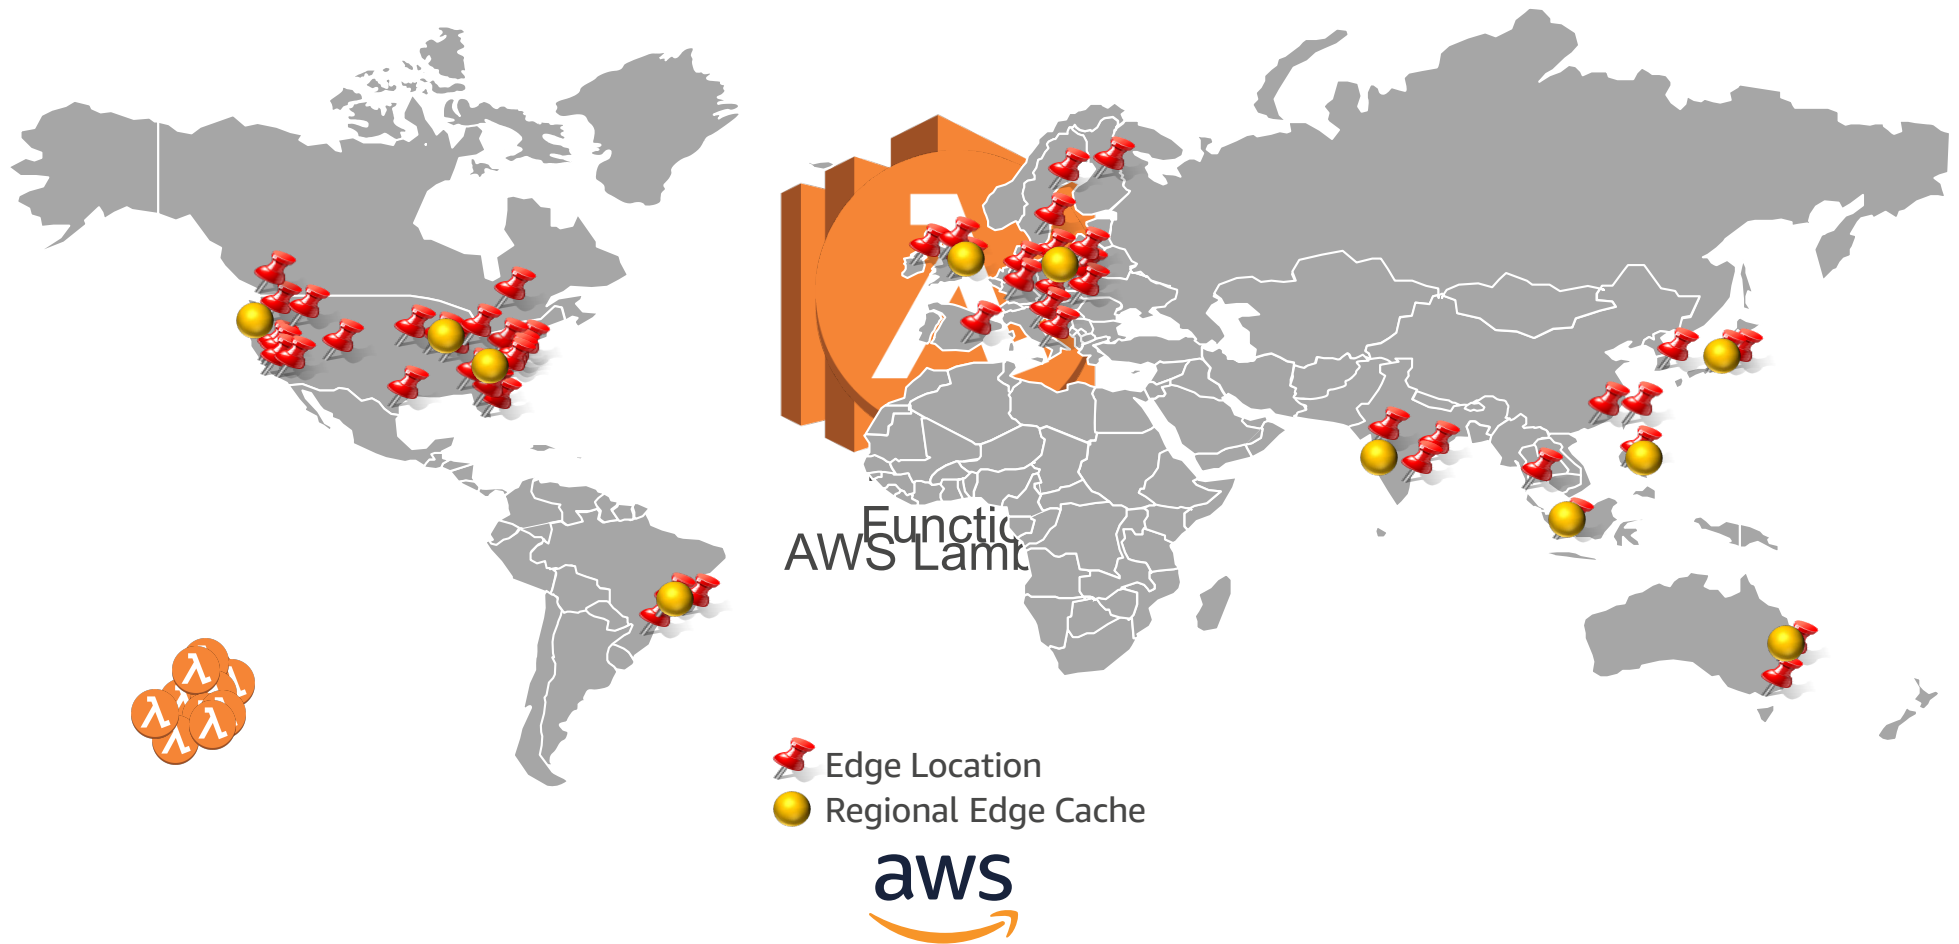 Functio
AWS Lamb
Edge Location
Regional Edge Cache
aws